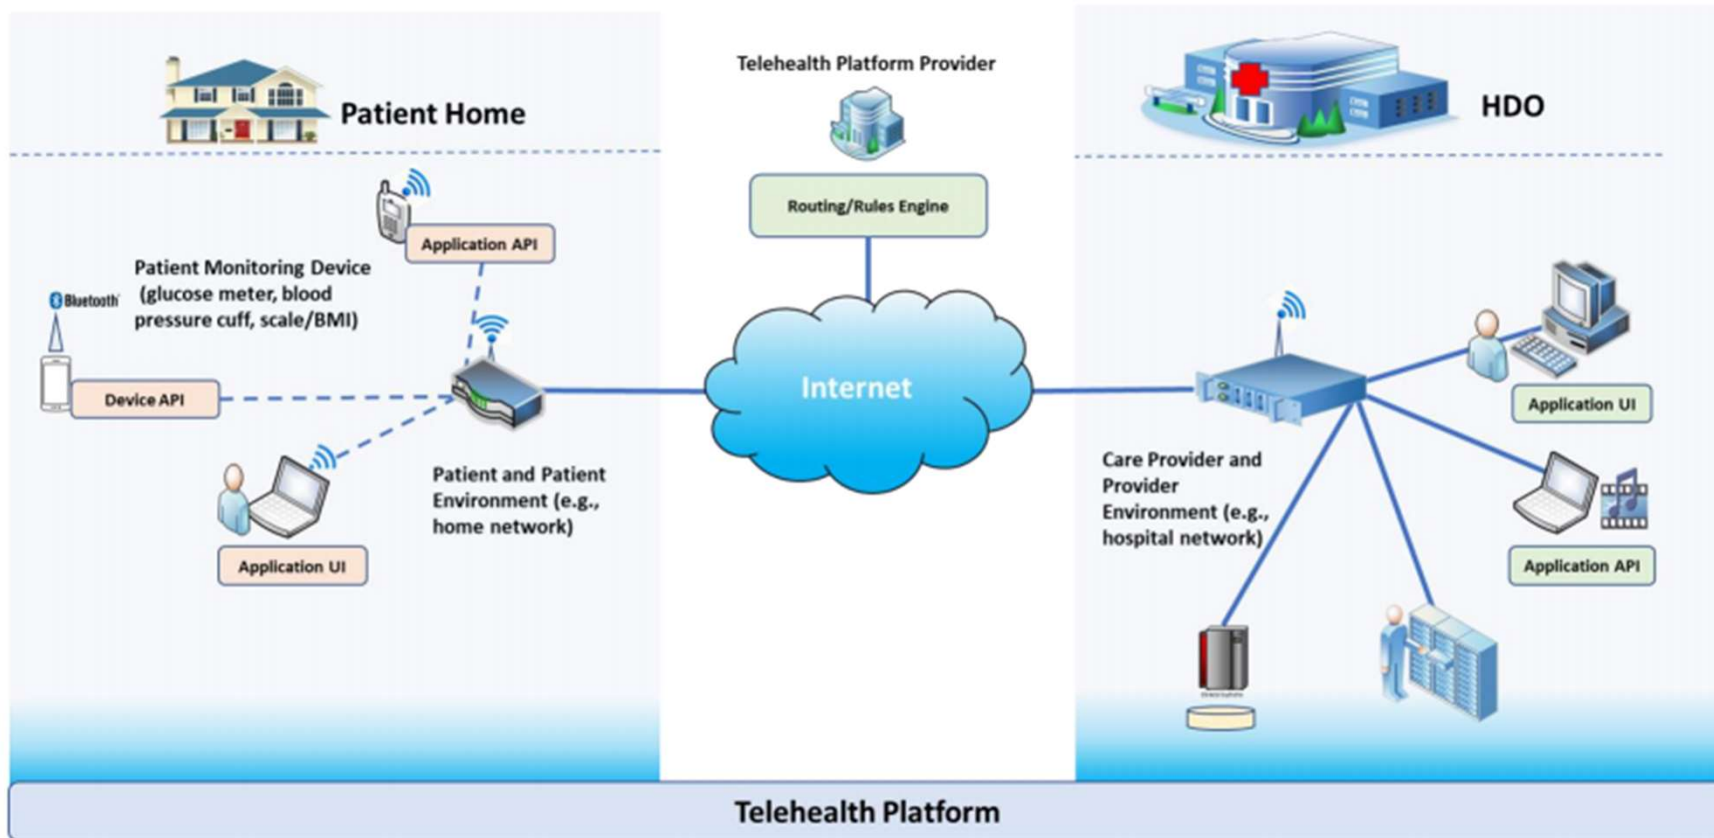 Patient Home
Telehealth Platform Provider
HDO
Routing/Rules Engine
Application API
Patient Monitoring Device
(glucose meter, blood
pressure cuff, scale/BMI)
Bluetooth
Device API
Internet
Application UI
Patient and Patient
Environment (e.g.,
home network)
Application UI
Care Provider and
Provider
Environment (e.g.,
hospital network)
Application API
Telehealth Platform